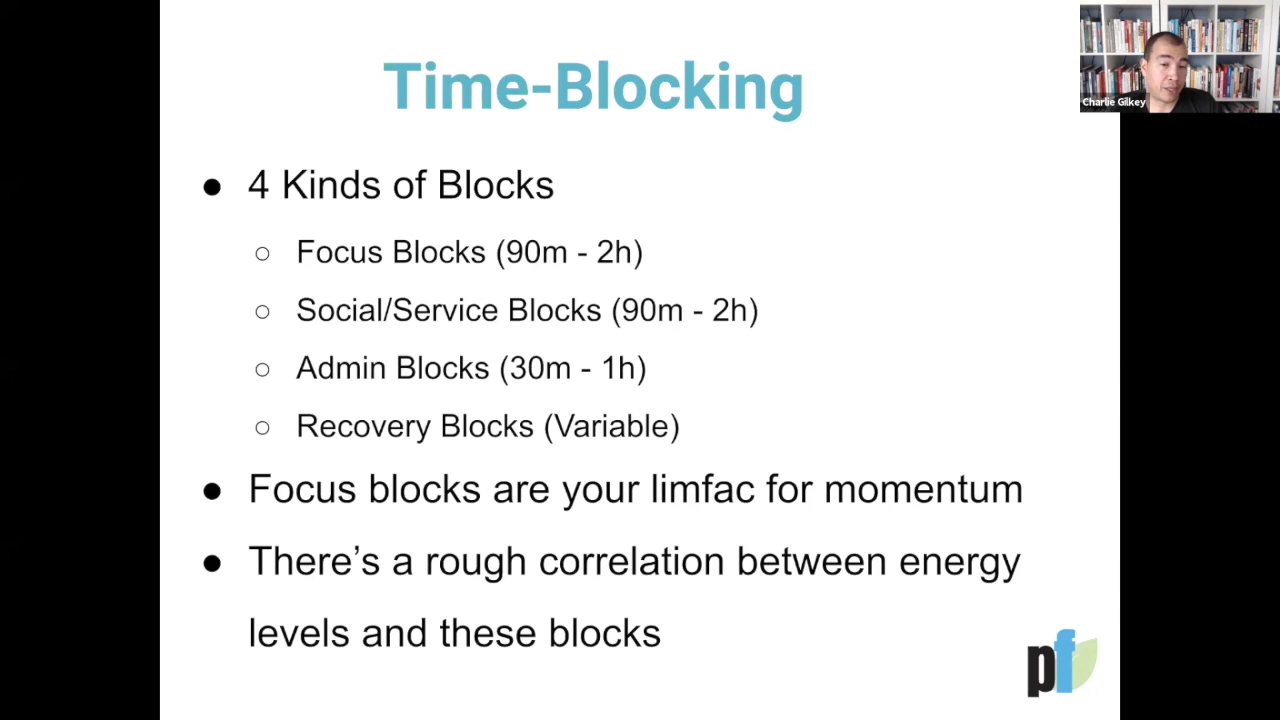 Time-Blocking
Charlie Gilkey
● 4 Kinds of Blocks
○ Focus Blocks (90m - 2h)
○ Social/Service Blocks (90m - 2h)
○ Admin Blocks (30m - 1h)
○ Recovery Blocks (Variable)
● Focus blocks are your limfac for momentum
● There’s a rough correlation between energy
levels and these blocks
pf